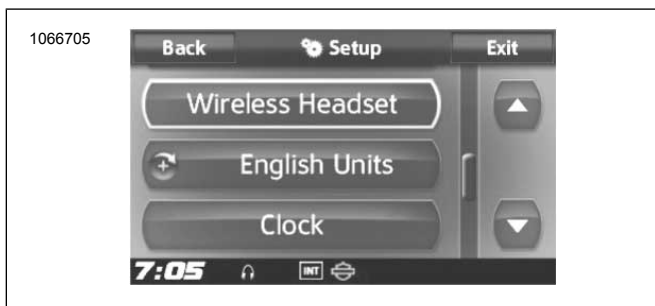 1066705
Back Setup Exit
Wireless Headset
English Units
Clock
7:05 INT